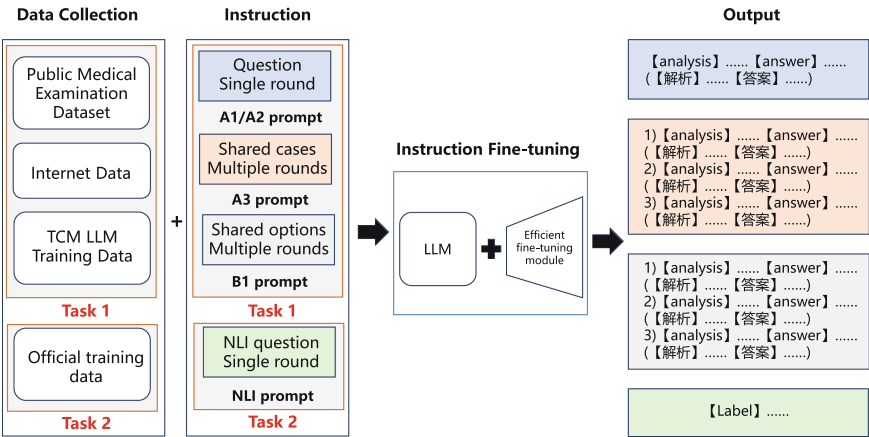 Data Collection
Public Medical
Examination
Dataset
Internet Data
TCM LLM
Training Data
Task 1
Official training
data
Task 2
+
Instruction
Question
Single round
A1/A2 prompt
Shared cases
Multiple rounds
A3 prompt
Shared options
Multiple rounds
B1 prompt
Task 1
NLI question
Single round
NLI prompt
Task 2
Instruction Fine-tuning
LLM
Efficient
fine-tuning
module
Output
【analysis】......【answer】......
(【解析】......【答案】......)
1)【analysis】......【answer】......
(【解析】......【答案】......)
2)【analysis】......【answer】......
(【解析】......【答案】......)
3)【analysis】......【answer】......
(【解析】......【答案】......)
1)【analysis】......【answer】......
(【解析】......【答案】......)
2)【analysis】......【answer】......
(【解析】......【答案】......)
3)【analysis】......【answer】......
(【解析】......【答案】......)
【Label】......